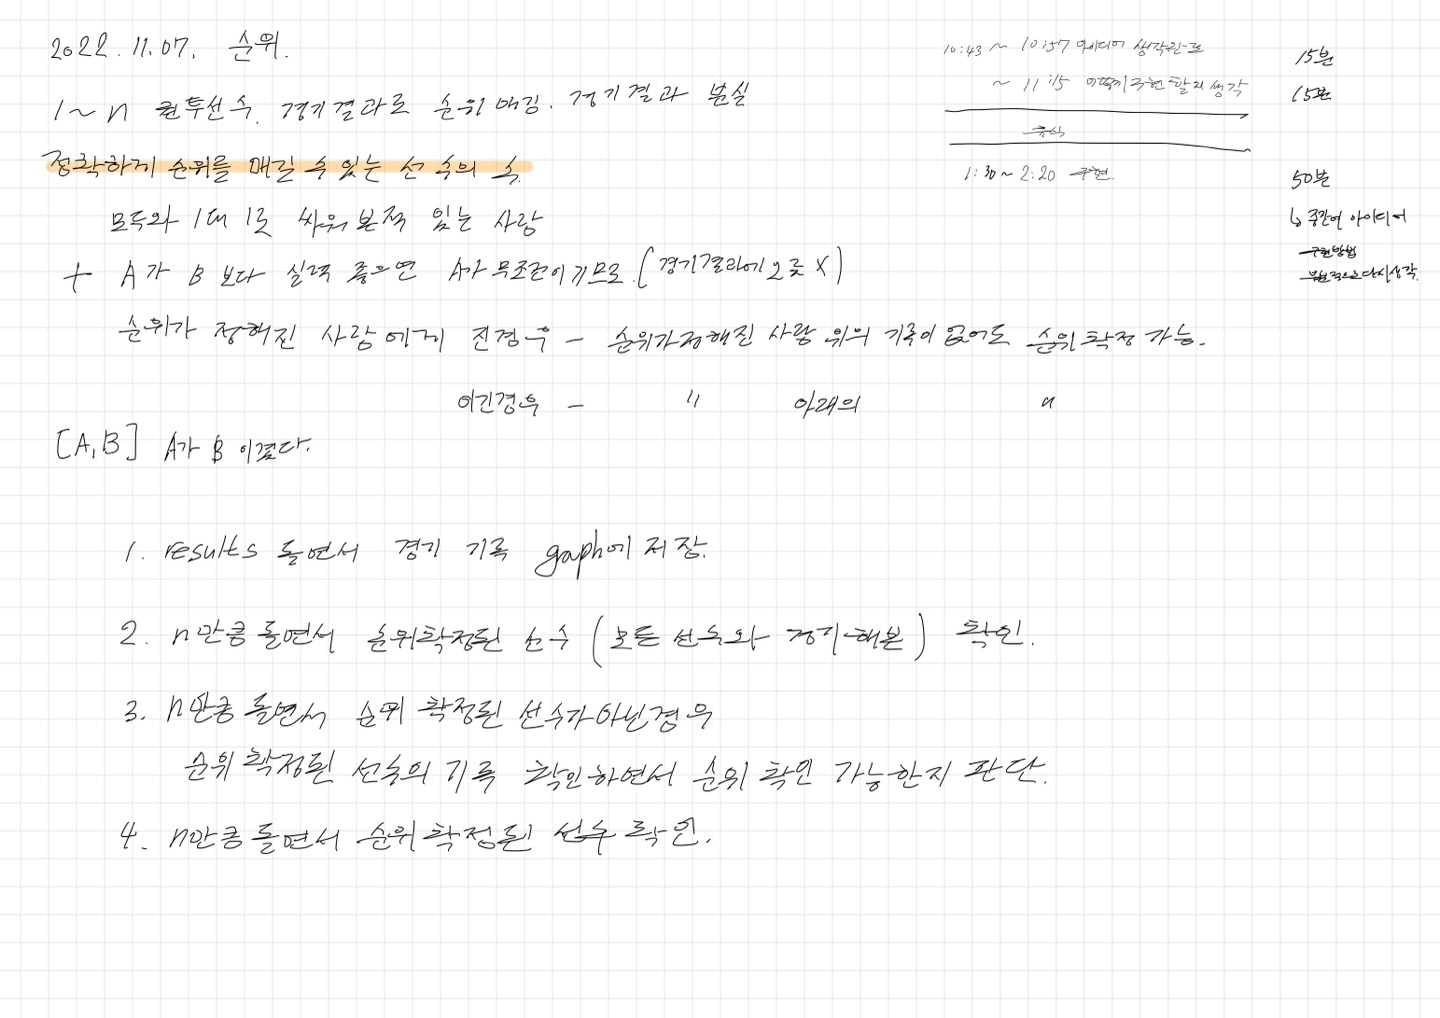 2022.11.07. 순위.
1~n 권투선수. 경기결과로 순위 매김. 경기결과 분실
정확하게 순위를 매길 수 있는 선수의 수.
모두와 1대 1로 싸워본적 있는 사람
+ A가 B 보다 실력 좋으면 A가 무조건이기므로. (경기결과에 오류 X)
순위가 정해진 사람에게 진경우 - 순위가정해진 사람 위의 기록이 없어도 순위 확정 가능.
이긴경우 - " 아래의 "
[A,B] A가 B 이겼다.
1. results 돌면서 경기 기록 graph에 저장.
2. n만큼 돌면서 순위확정된 선수 (모든 선수와 경기해본) 확인.
3. n만큼 돌면서 순위 확정된 선수가아닌경우
순위 확정된 선수의 기록 확인하면서 순위 확인 가능한지 판단.
4. n만큼 돌면서 순위확정된 선수 확인.
10:43 ~ 10:57 아이디어 생각완료 15분
~ 11:15 어떻게 구현 할지 생각 15분
휴식
1:30~2:20 구현. 50분
↳ 중간에 아이디어
구현방법
부분적으로 다시생각.